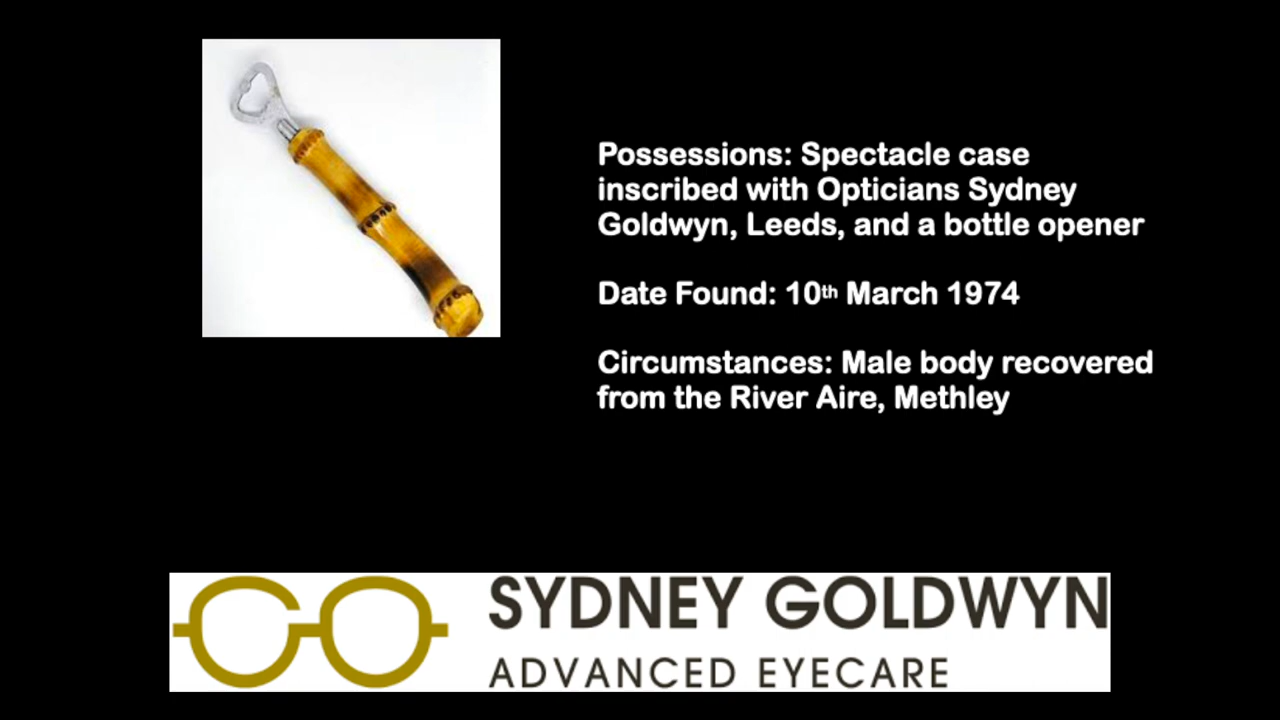 Possessions: Spectacle case
inscribed with Opticians Sydney
Goldwyn, Leeds, and a bottle opener
Date Found: 10th March 1974
Circumstances: Male body recovered
from the River Aire, Methley
SYDNEY GOLDWYN
ADVANCED EYECARE